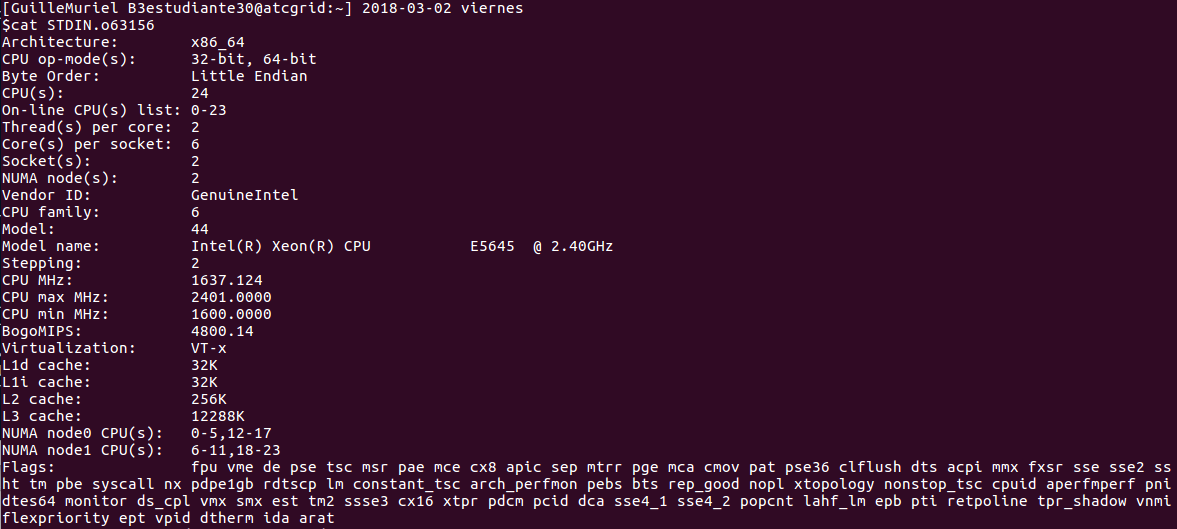 [GuilleMuriel B3estudiante30@atcgrid:~] 2018-03-02 viernes
$cat STDIN.o63156
Architecture:        x86_64
CPU op-mode(s):      32-bit, 64-bit
Byte Order:          Little Endian
CPU(s):              24
On-line CPU(s) list: 0-23
Thread(s) per core:  2
Core(s) per socket:  6
Socket(s):           2
NUMA node(s):        2
Vendor ID:           GenuineIntel
CPU family:          6
Model:               44
Model name:          Intel(R) Xeon(R) CPU           E5645  @ 2.40GHz
Stepping:            2
CPU MHz:             1637.124
CPU max MHz:         2401.0000
CPU min MHz:         1600.0000
BogoMIPS:            4800.14
Virtualization:      VT-x
L1d cache:           32K
L1i cache:           32K
L2 cache:            256K
L3 cache:            12288K
NUMA node0 CPU(s):   0-5,12-17
NUMA node1 CPU(s):   6-11,18-23
Flags:               fpu vme de pse tsc msr pae mce cx8 apic sep mtrr pge mca cmov pat pse36 clflush dts acpi mmx fxsr sse sse2 ss
ht tm pbe syscall nx pdpe1gb rdtscp lm constant_tsc arch_perfmon pebs bts rep_good nopl xtopology nonstop_tsc cpuid aperfmperf pni
dtes64 monitor ds_cpl vmx smx est tm2 ssse3 cx16 xtpr pdcm pcid dca sse4_1 sse4_2 popcnt lahf_lm epb pti retpoline tpr_shadow vnmi
flexpriority ept vpid dtherm ida arat